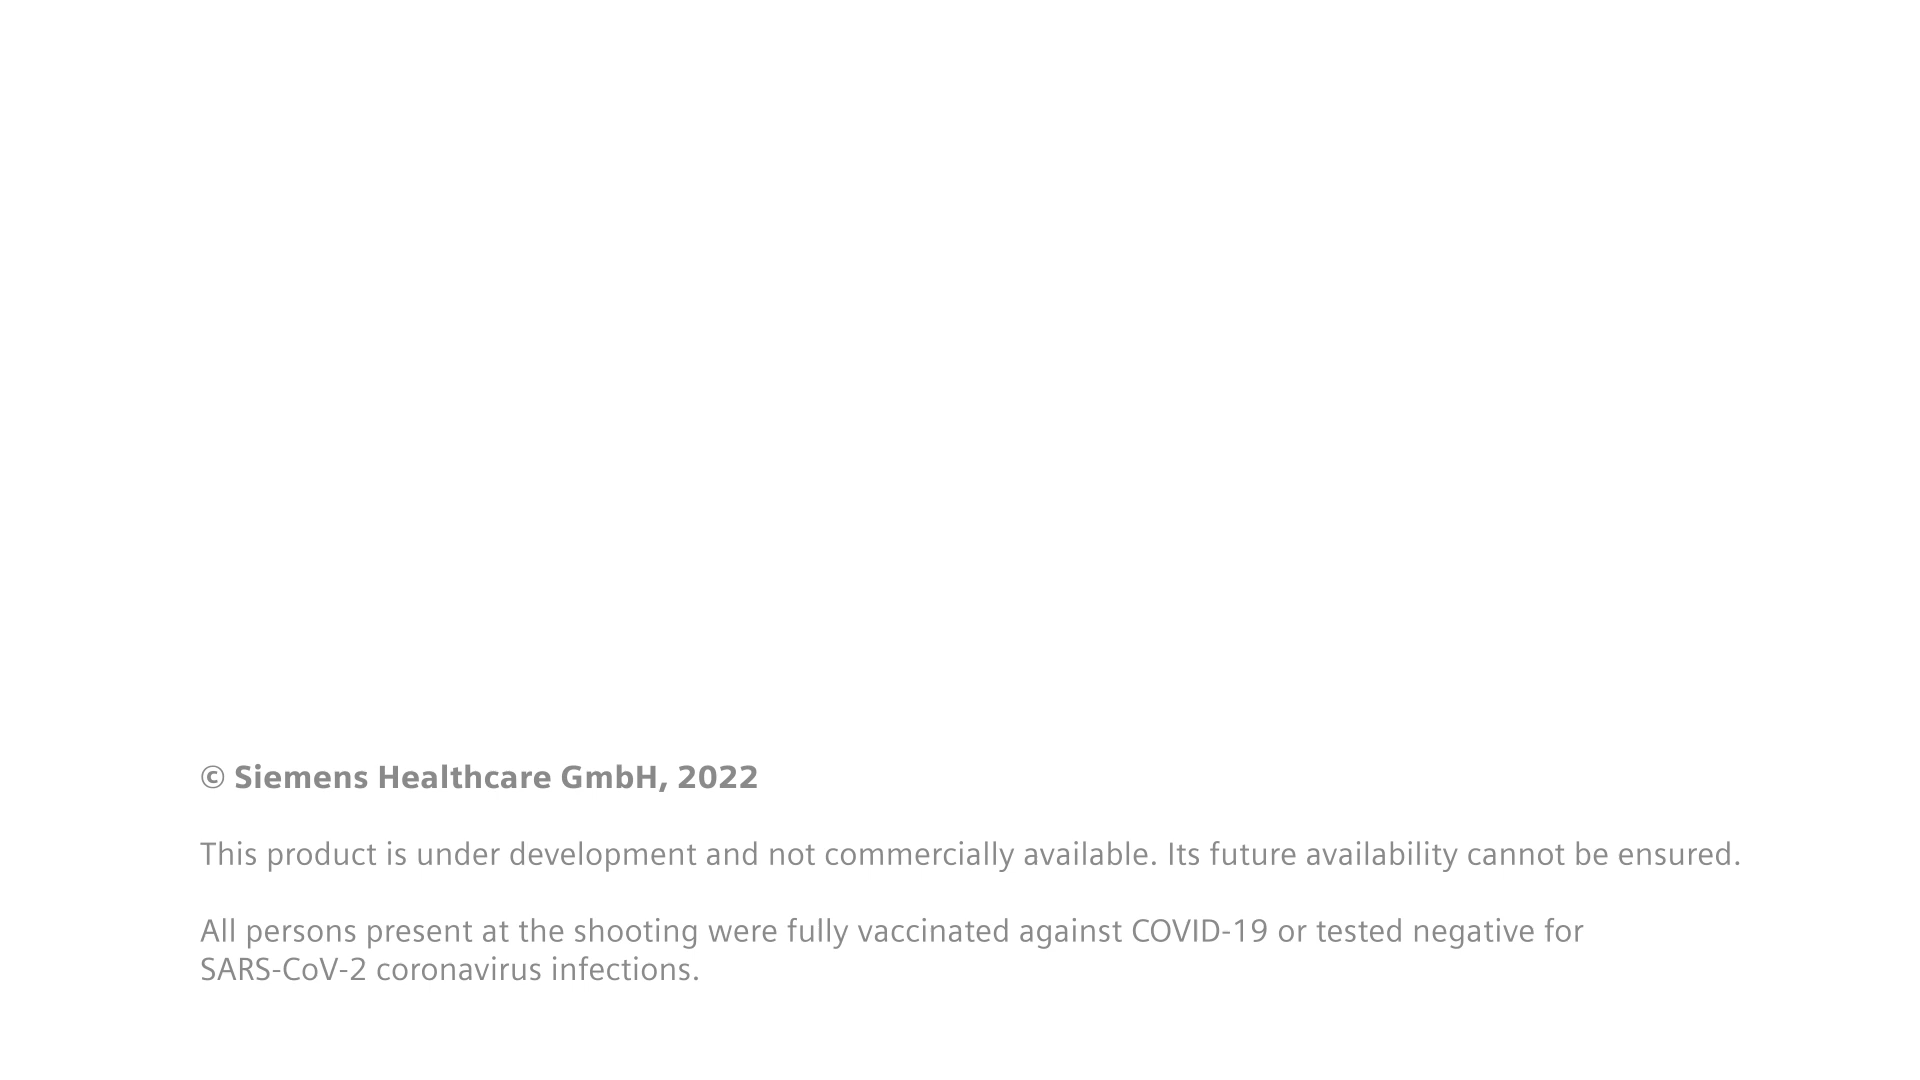 © Siemens Healthcare GmbH, 2022
This product is under development and not commercially available. Its future availability cannot be ensured.
All persons present at the shooting were fully vaccinated against COVID-19 or tested negative for
SARS-CoV-2 coronavirus infections.